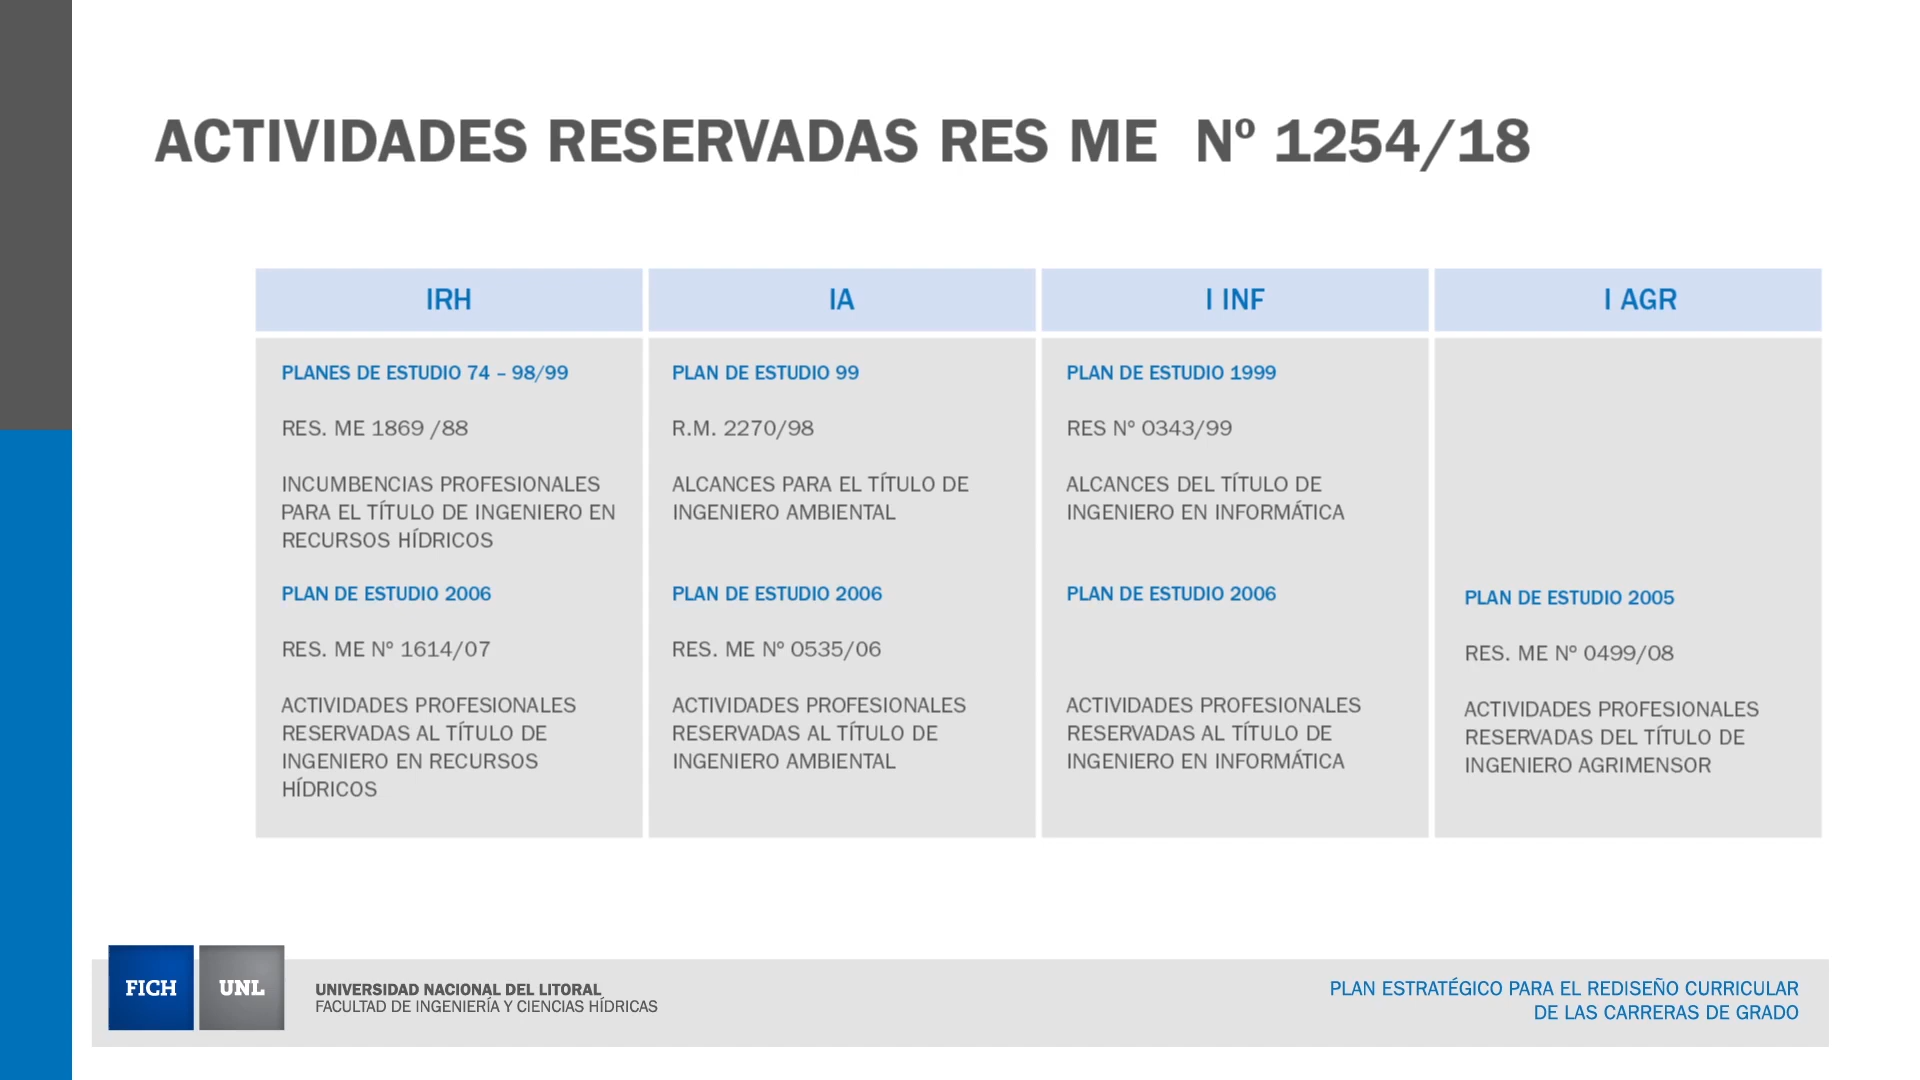 ACTIVIDADES RESERVADAS RES ME  Nº 1254/18
IRH
PLANES DE ESTUDIO 74 – 98/99
RES. ME 1869 /88
INCUMBENCIAS PROFESIONALES
PARA EL TÍTULO DE INGENIERO EN
RECURSOS HÍDRICOS
PLAN DE ESTUDIO 2006
RES. ME Nº 1614/07
ACTIVIDADES PROFESIONALES
RESERVADAS AL TÍTULO DE
INGENIERO EN RECURSOS
HÍDRICOS
IA
PLAN DE ESTUDIO 99
R.M. 2270/98
ALCANCES PARA EL TÍTULO DE
INGENIERO AMBIENTAL
PLAN DE ESTUDIO 2006
RES. ME Nº 0535/06
ACTIVIDADES PROFESIONALES
RESERVADAS AL TÍTULO DE
INGENIERO AMBIENTAL
I INF
PLAN DE ESTUDIO 1999
RES Nº 0343/99
ALCANCES DEL TÍTULO DE
INGENIERO EN INFORMÁTICA
PLAN DE ESTUDIO 2006
ACTIVIDADES PROFESIONALES
RESERVADAS AL TÍTULO DE
INGENIERO EN INFORMÁTICA
I AGR
PLAN DE ESTUDIO 2005
RES. ME Nº 0499/08
ACTIVIDADES PROFESIONALES
RESERVADAS DEL TÍTULO DE
INGENIERO AGRIMENSOR
FICH
UNL
UNIVERSIDAD NACIONAL DEL LITORAL
FACULTAD DE INGENIERÍA Y CIENCIAS HÍDRICAS
PLAN ESTRATÉGICO PARA EL REDISEÑO CURRICULAR
DE LAS CARRERAS DE GRADO